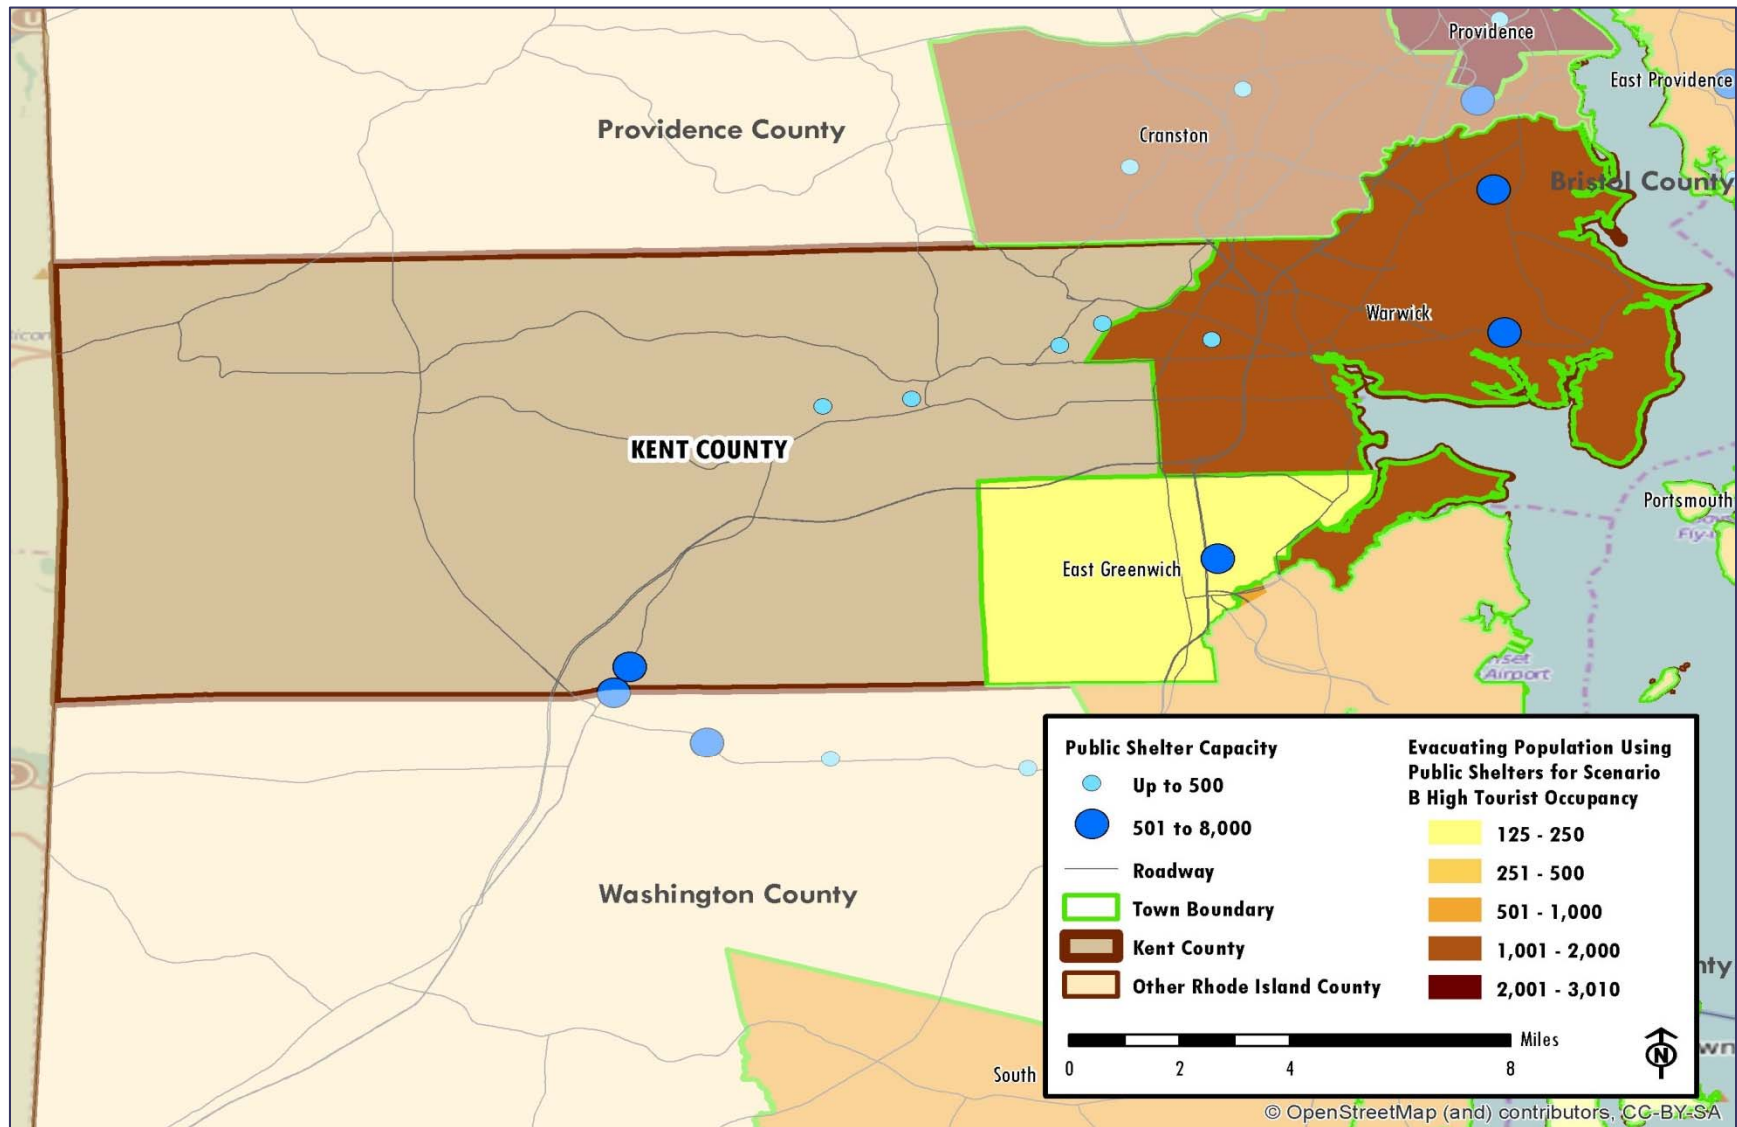 Providence
East Providence
Providence County
Cranston
Bristol County
Warwick
KENT COUNTY
Portsmouth
East Greenwich
Airport
Public Shelter Capacity
Up to 500
501 to 8,000
Roadway
Town Boundary
Kent County
Other Rhode Island County
Evacuating Population Using
Public Shelters for Scenario
B High Tourist Occupancy
125 - 250
251 - 500
501 - 1,000
1,001 - 2,000
2,001 - 3,010
Miles
0 2 4 8
N
Washington County
South
© OpenStreetMap (and) contributors, CC-BY-SA